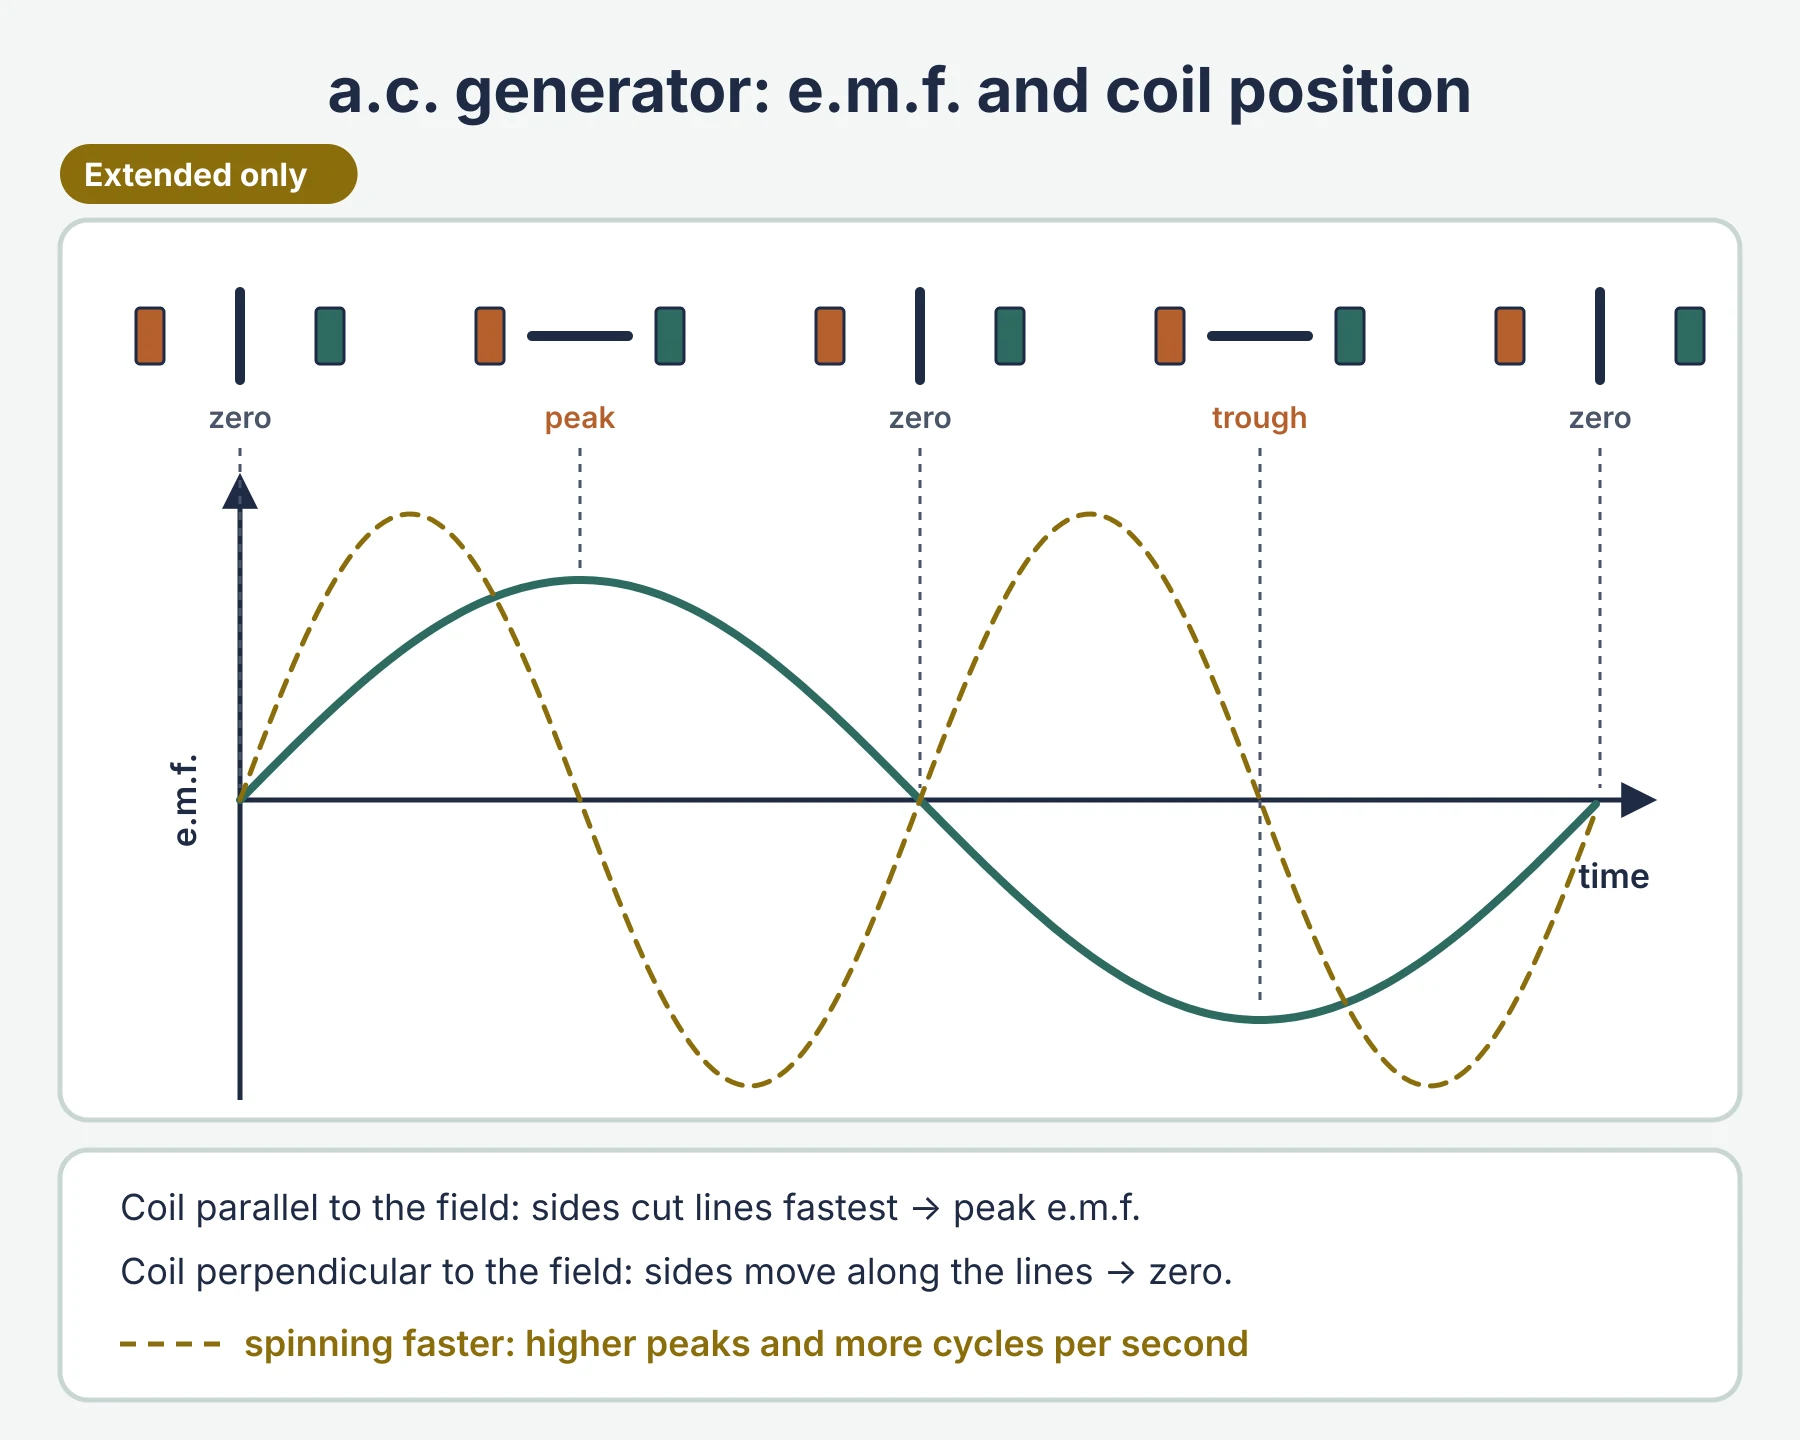 a.c. generator: e.m.f. and coil position
Extended only
zero
peak
zero
trough
zero
e.m.f.
time
Coil parallel to the field: sides cut lines fastest → peak e.m.f.
Coil perpendicular to the field: sides move along the lines → zero.
spinning faster: higher peaks and more cycles per second